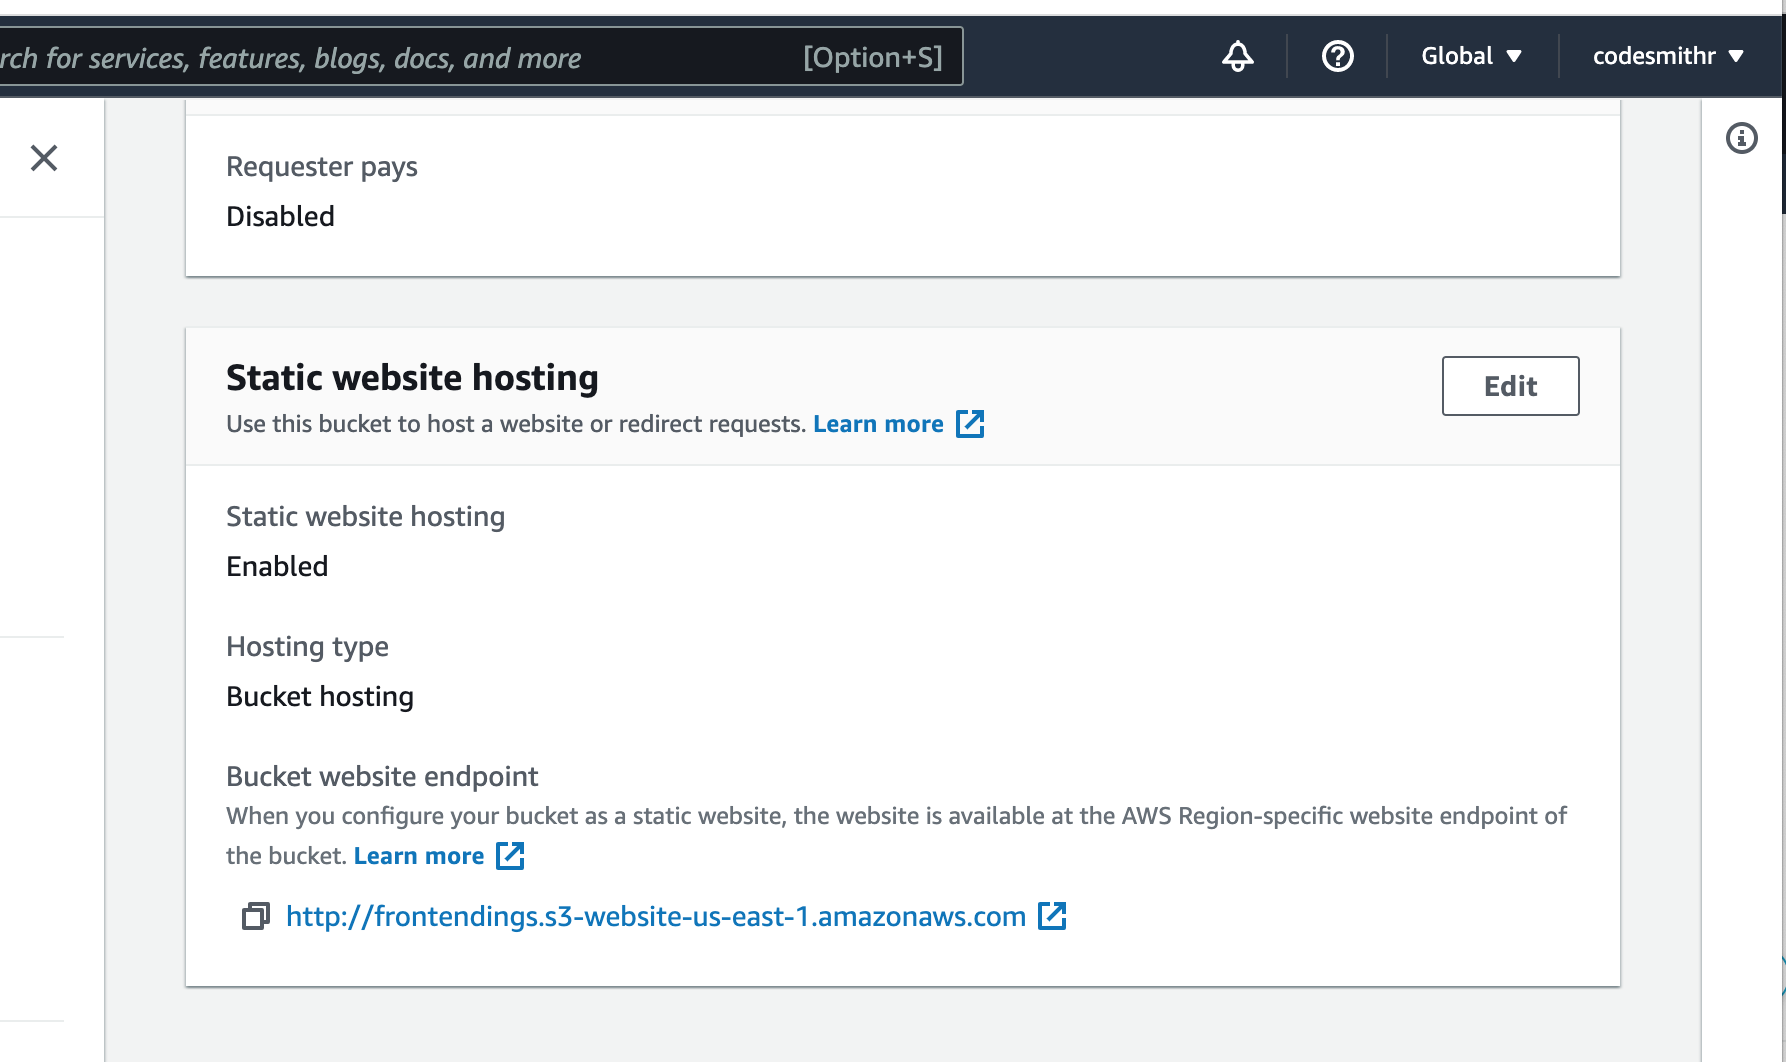 rch for services, features, blogs, docs, and more [Option+S] Global codesmithr
Requester pays
Disabled
Static website hosting
Edit
Use this bucket to host a website or redirect requests. Learn more
Static website hosting
Enabled
Hosting type
Bucket hosting
Bucket website endpoint
When you configure your bucket as a static website, the website is available at the AWS Region-specific website endpoint of
the bucket. Learn more
http://frontendings.s3-website-us-east-1.amazonaws.com